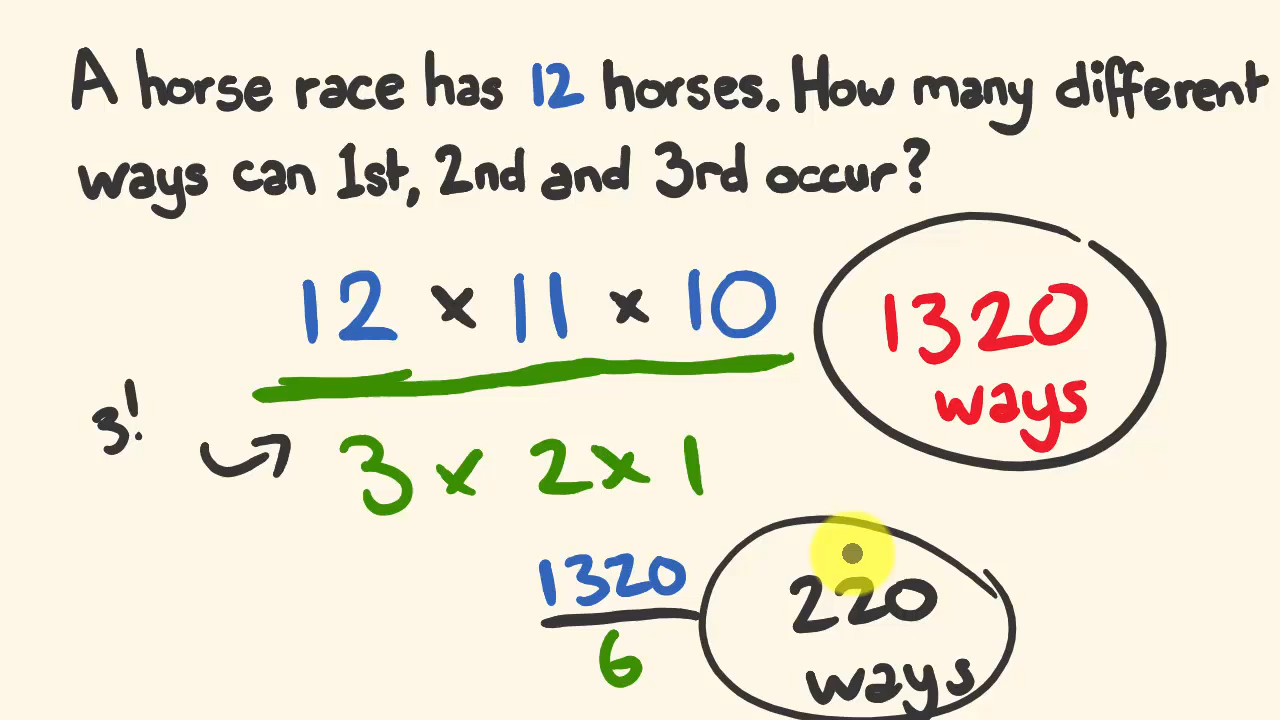 A horse race has 12 horses. How many different
ways can 1st, 2nd and 3rd occur?
12 x 11 x 10
1320
ways
3!
3 x 2 x 1
1320
6
220
ways